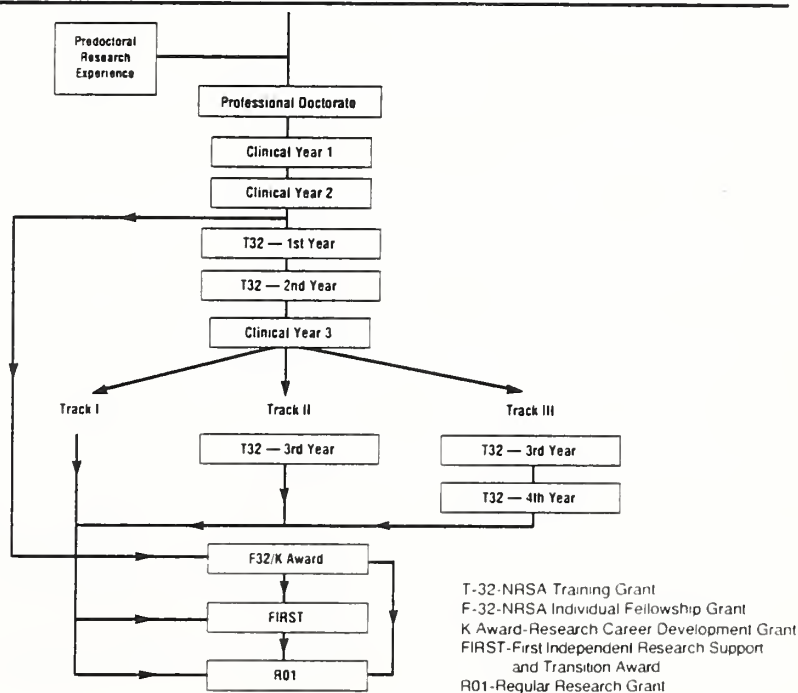 Predoctoral
Research
Experience
Professional Doctorate
Clinical Year 1
Clinical Year 2
T32 — 1st Year
T32 — 2nd Year
Clinical Year 3
Track I
Track II
Track III
T32 — 3rd Year
T32 — 3rd Year
T32 — 4th Year
F32/K Award
FIRST
R01
T-32-NRSA Training Grant
F-32-NRSA Individual Fellowship Grant
K Award-Research Career Development Grant
FIRST-First Independent Research Support
and Transition Award
R01-Regular Research Grant